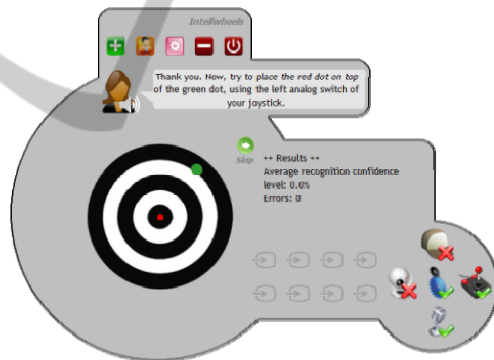 Intellwheels
Thank you. Now, try to place the red dot on top
of the green dot, using the left analog switch of
your joystick.
Skip
++ Results ++
Average recognition confidence
level: 0.0%
Errors: 0